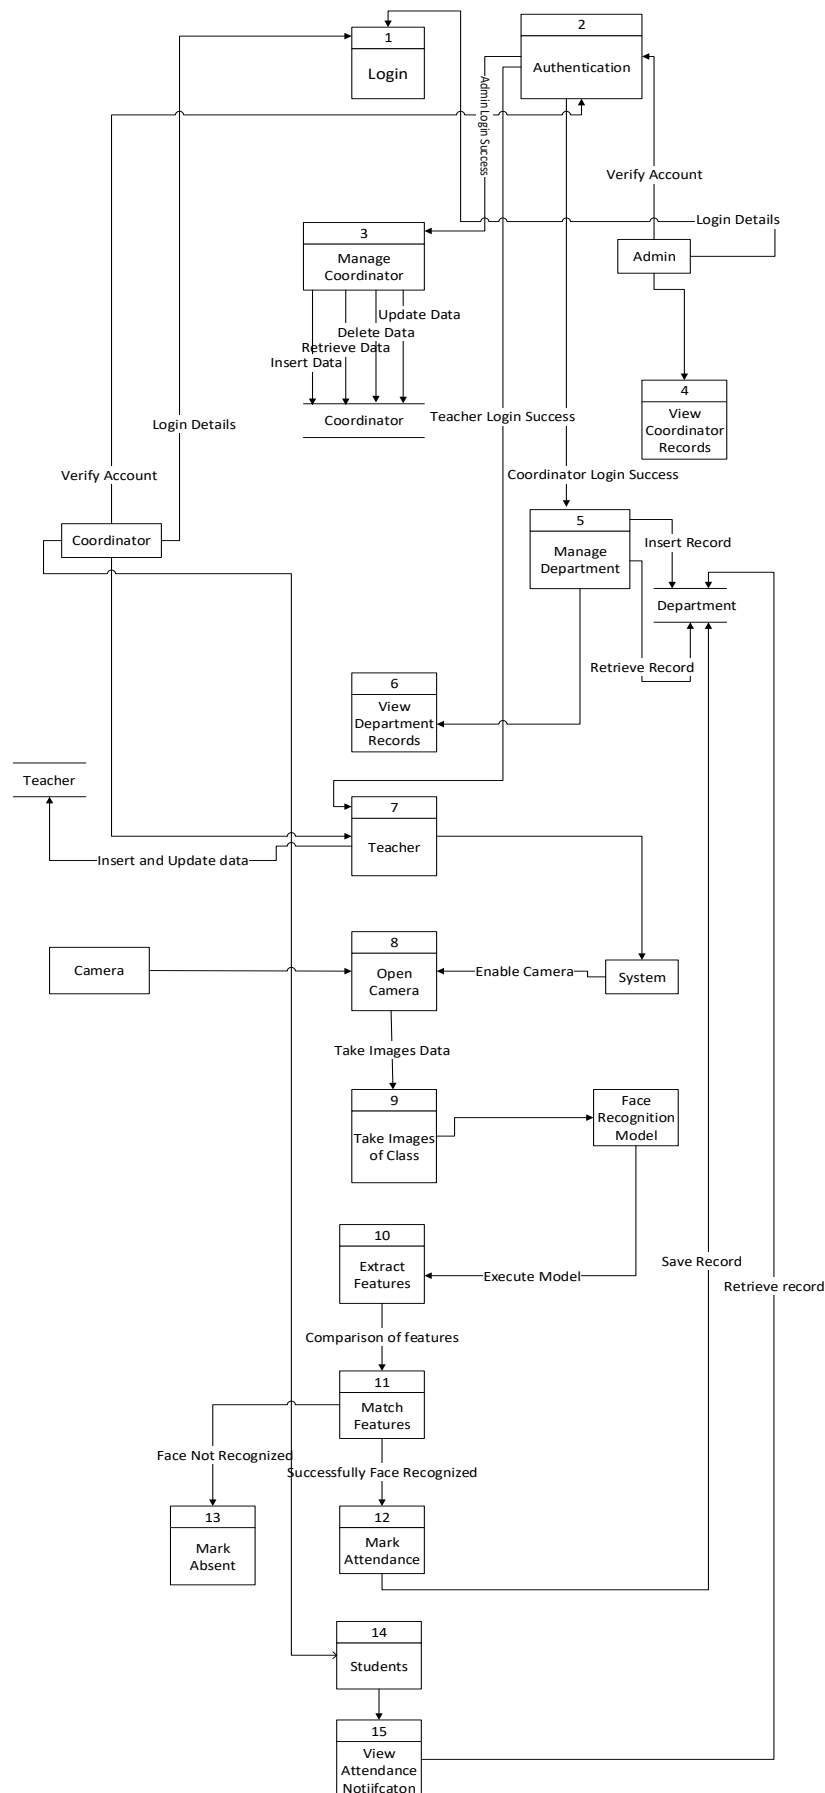 1
Login
2
Authentication
Admin Login Success
Verify Account
Login Details
3
Manage
Coordinator
Admin
Update Data
Delete Data
Retrieve Data
Insert Data
4
View
Coordinator
Records
Coordinator
Teacher Login Success
Login Details
Verify Account
Coordinator Login Success
Coordinator
5
Manage
Department
Insert Record
Department
Retrieve Record
6
View
Department
Records
Teacher
7
Teacher
Insert and Update data
8
Open
Camera
Camera
Enable Camera
System
Take Images Data
9
Take Images
of Class
Face
Recognition
Model
10
Extract
Features
Execute Model
Save Record
Retrieve record
Comparison of features
11
Match
Features
Face Not Recognized
Successfully Face Recognized
13
Mark
Absent
12
Mark
Attendance
14
Students
15
View
Attendance
Notiifcaton